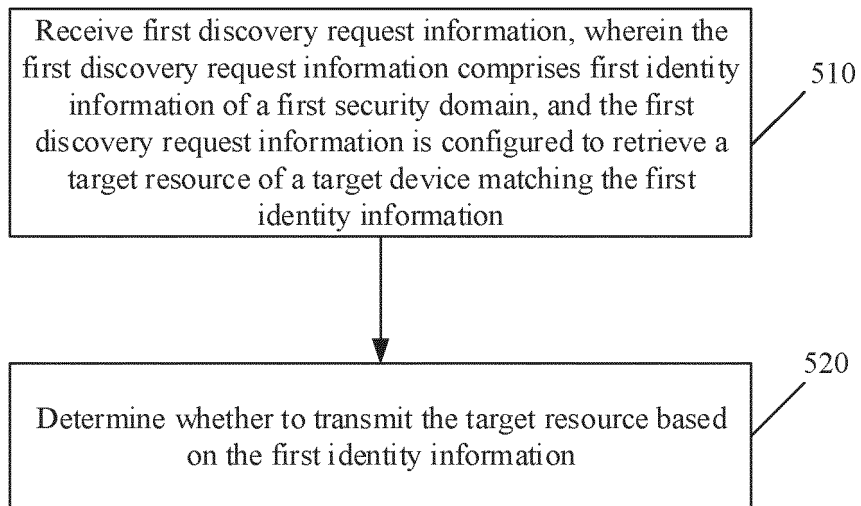 Receive first discovery request information, wherein the
first discovery request information comprises first identity
information of a first security domain, and the first
discovery request information is configured to retrieve a
target resource of a target device matching the first
identity information
510
520
Determine whether to transmit the target resource based
on the first identity information